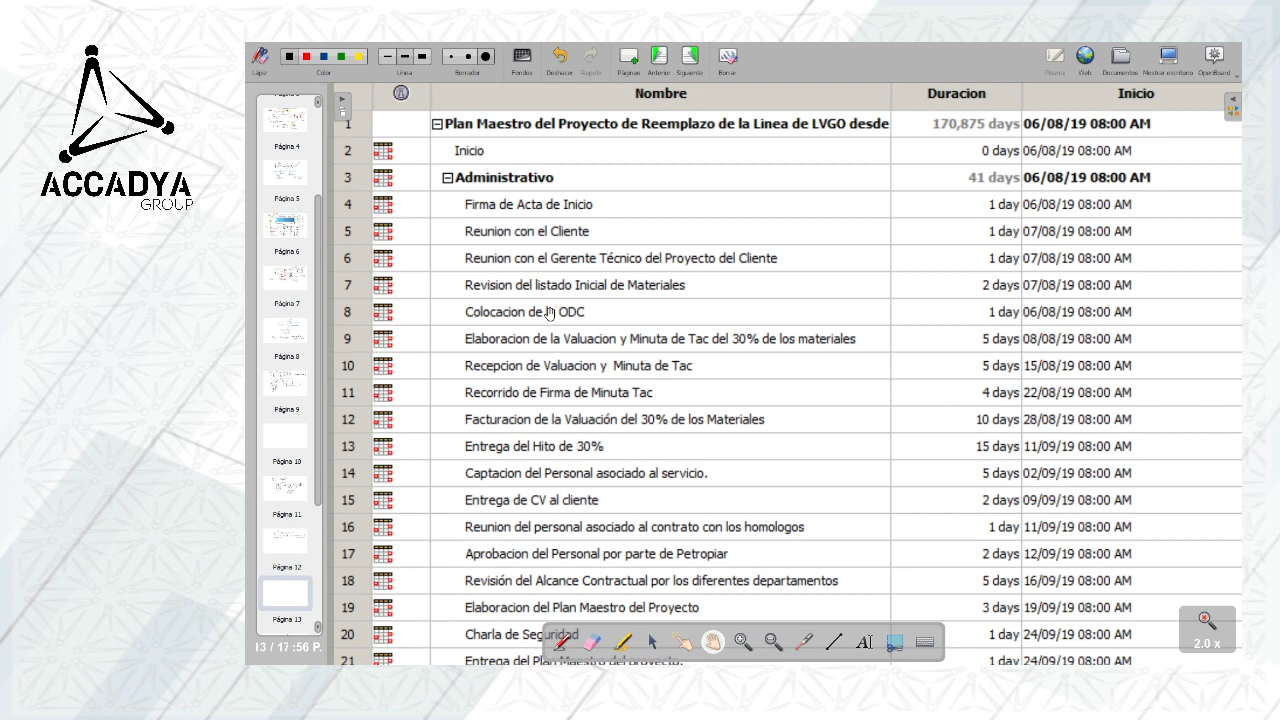 ACCADYA
GROUP
Lápiz
Color
Línea
Borrador
Fondos
Deshacer
Repetir
Páginas
Anterior
Siguiente
Borrar
Pizarra
Web
Documentos
Mostrar escritorio
OpenBoard
Página 4
Página 5
Página 6
Página 7
Página 8
Página 9
Página 10
Página 11
Página 12
Página 13
13 / 17 :56 P.
Nombre Duracion Inicio
1 Plan Maestro del Proyecto de Reemplazo de la Linea de LVGO desde 170,875 days 06/08/19 08:00 AM
2 Inicio 0 days 06/08/19 08:00 AM
3 Administrativo 41 days 06/08/19 08:00 AM
4 Firma de Acta de Inicio 1 day 06/08/19 08:00 AM
5 Reunion con el Cliente 1 day 07/08/19 08:00 AM
6 Reunion con el Gerente Técnico del Proyecto del Cliente 1 day 07/08/19 08:00 AM
7 Revision del listado Inicial de Materiales 2 days 07/08/19 08:00 AM
8 Colocacion de ODC 1 day 06/08/19 08:00 AM
9 Elaboracion de la Valuacion y Minuta de Tac del 30% de los materiales 5 days 08/08/19 08:00 AM
10 Recepcion de Valuacion y Minuta de Tac 5 days 15/08/19 08:00 AM
11 Recorrido de Firma de Minuta Tac 4 days 22/08/19 08:00 AM
12 Facturacion de la Valuación del 30% de los Materiales 10 days 28/08/19 08:00 AM
13 Entrega del Hito de 30% 15 days 11/09/19 08:00 AM
14 Captacion del Personal asociado al servicio. 5 days 02/09/19 08:00 AM
15 Entrega de CV al cliente 2 days 09/09/19 08:00 AM
16 Reunion del personal asociado al contrato con los homologos 1 day 11/09/19 08:00 AM
17 Aprobacion del Personal por parte de Petropiar 2 days 12/09/19 08:00 AM
18 Revisión del Alcance Contractual por los diferentes departamentos 5 days 16/09/19 08:00 AM
19 Elaboracion del Plan Maestro del Proyecto 3 days 19/09/19 08:00 AM
20 Charla de Seguridad 1 day 24/09/19 08:00 AM
21 Entrega del Plan Maestro del proyecto. 1 day 24/09/19 08:00 AM
2.0 x